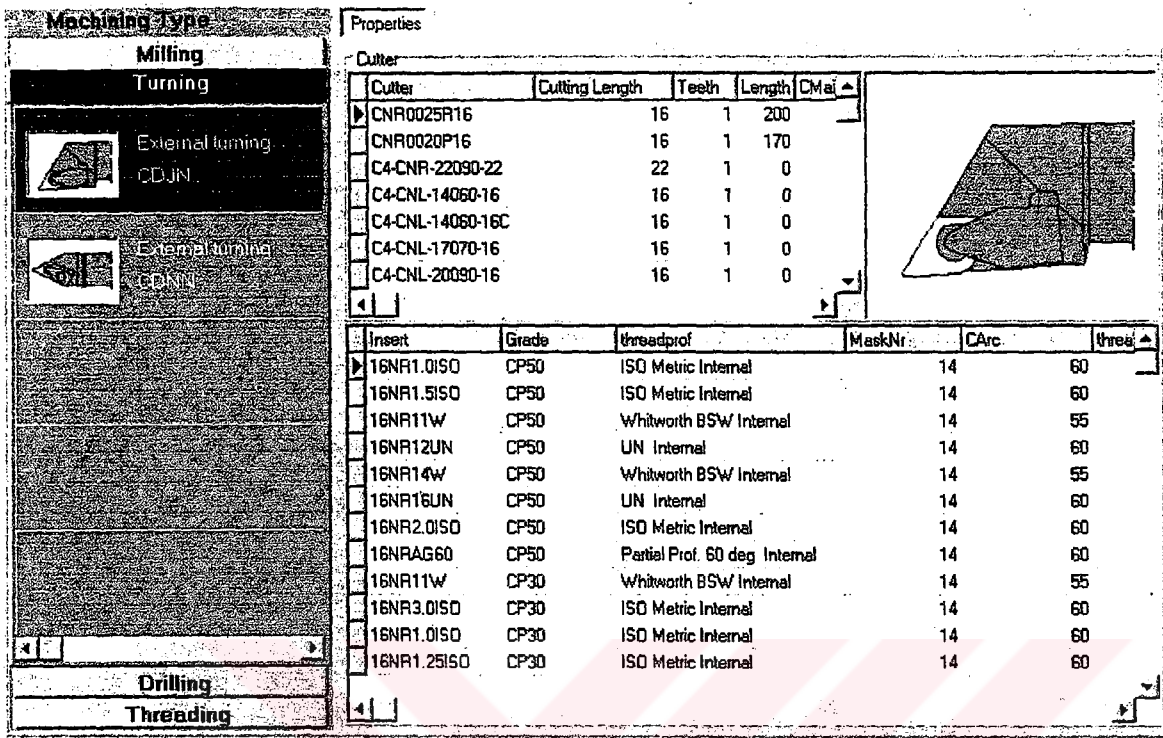 Machining Type
Milling
Turning
External turning
CDJN
External turning
CDNN
Drilling
Threading
Properties
Cutter
Cutter Cutting Length Teeth Length CMai
CNR0025R16 16 1 200
CNR0020P16 16 1 170
C4-CNR-22090-22 22 1 0
C4-CNL-14060-16 16 1 0
C4-CNL-14060-16C 16 1 0
C4-CNL-17070-16 16 1 0
C4-CNL-20090-16 16 1 0
Insert Grade threadprof MaskNr CArc threa
16NR1.0ISO CP50 ISO Metric Internal 14 60
16NR1.5ISO CP50 ISO Metric Internal 14 60
16NR11W CP50 Whitworth BSW Internal 14 55
16NR12UN CP50 UN Internal 14 60
16NR14W CP50 Whitworth BSW Internal 14 55
16NR16UN CP50 UN Internal 14 60
16NR2.0ISO CP50 ISO Metric Internal 14 60
16NRAG60 CP50 Partial Prof. 60 deg Internal 14 60
16NR11W CP30 Whitworth BSW Internal 14 55
16NR3.0ISO CP30 ISO Metric Internal 14 60
16NR1.0ISO CP30 ISO Metric Internal 14 60
16NR1.25ISO CP30 ISO Metric Internal 14 60